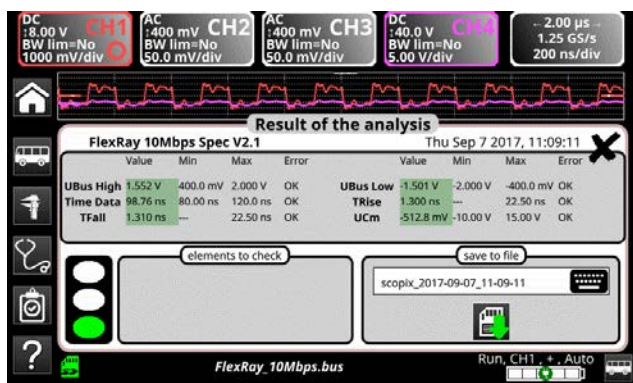 DC CH1
:8.00 V
BW lim=No
1000 mV/div
AC CH2
:400 mV
BW lim=No
50.0 mV/div
AC CH3
:400 mV
BW lim=No
50.0 mV/div
DC CH4
:40.0 V
BW lim=No
5.00 V/div
←2.00 µs→
1.25 GS/s
200 ns/div
Result of the analysis
FlexRay 10Mbps Spec V2.1 Thu Sep 7 2017, 11:09:11
Value Min Max Error Value Min Max Error
UBus High 1.552 V 400.0 mV 2.000 V OK UBus Low -1.501 V -2.000 V -400.0 mV OK
Time Data 98.76 ns 80.00 ns 120.0 ns OK TRise 1.300 ns --- 22.50 ns OK
TFall 1.310 ns --- 22.50 ns OK UCm -512.8 mV -10.00 V 15.00 V OK
elements to check save to file
scopix_2017-09-07_11-09-11
? FlexRay_10Mbps.bus Run, CH1 , + , Auto